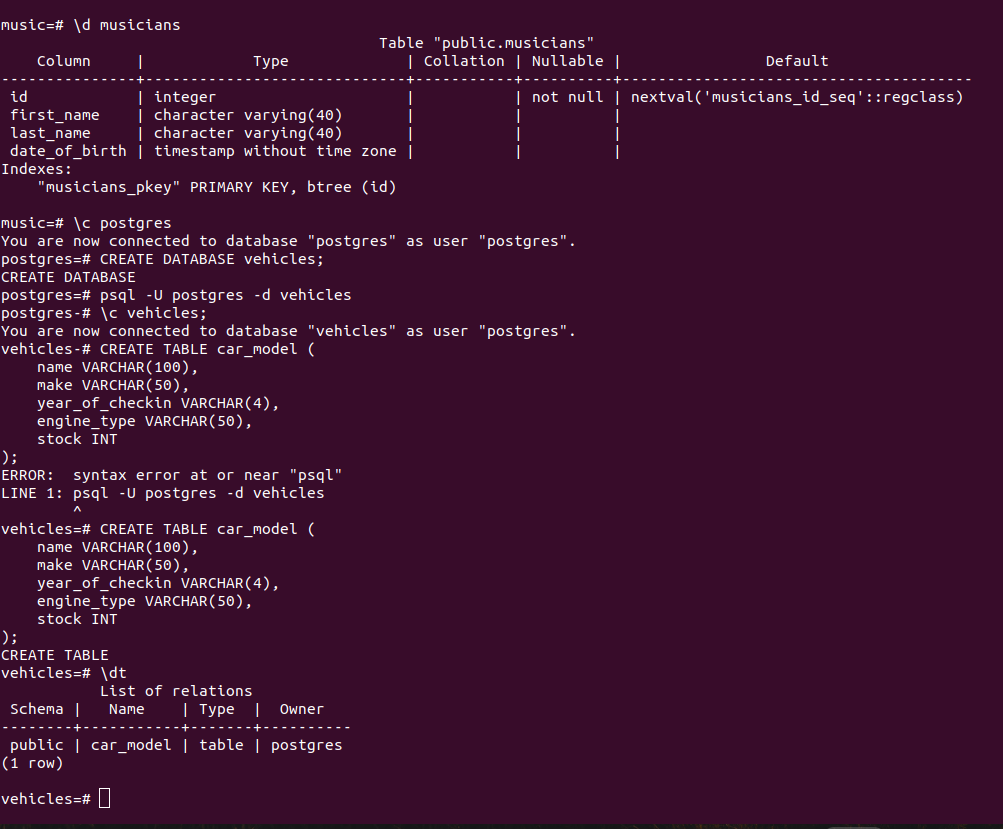 music=# \d musicians
                                          Table "public.musicians"
    Column     |            Type             | Collation | Nullable |                Default
---------------+-----------------------------+-----------+----------+---------------------------------------
 id            | integer                     |           | not null | nextval('musicians_id_seq'::regclass)
 first_name    | character varying(40)       |           |          |
 last_name     | character varying(40)       |           |          |
 date_of_birth | timestamp without time zone |           |          |
Indexes:
    "musicians_pkey" PRIMARY KEY, btree (id)

music=# \c postgres
You are now connected to database "postgres" as user "postgres".
postgres=# CREATE DATABASE vehicles;
CREATE DATABASE
postgres=# psql -U postgres -d vehicles
postgres-# \c vehicles;
You are now connected to database "vehicles" as user "postgres".
vehicles-# CREATE TABLE car_model (
    name VARCHAR(100),
    make VARCHAR(50),
    year_of_checkin VARCHAR(4),
    engine_type VARCHAR(50),
    stock INT
);
ERROR:  syntax error at or near "psql"
LINE 1: psql -U postgres -d vehicles
        ^
vehicles=# CREATE TABLE car_model (
    name VARCHAR(100),
    make VARCHAR(50),
    year_of_checkin VARCHAR(4),
    engine_type VARCHAR(50),
    stock INT
);
CREATE TABLE
vehicles=# \dt
           List of relations
 Schema |   Name    | Type  |  Owner
--------+-----------+-------+----------
 public | car_model | table | postgres
(1 row)

vehicles=#